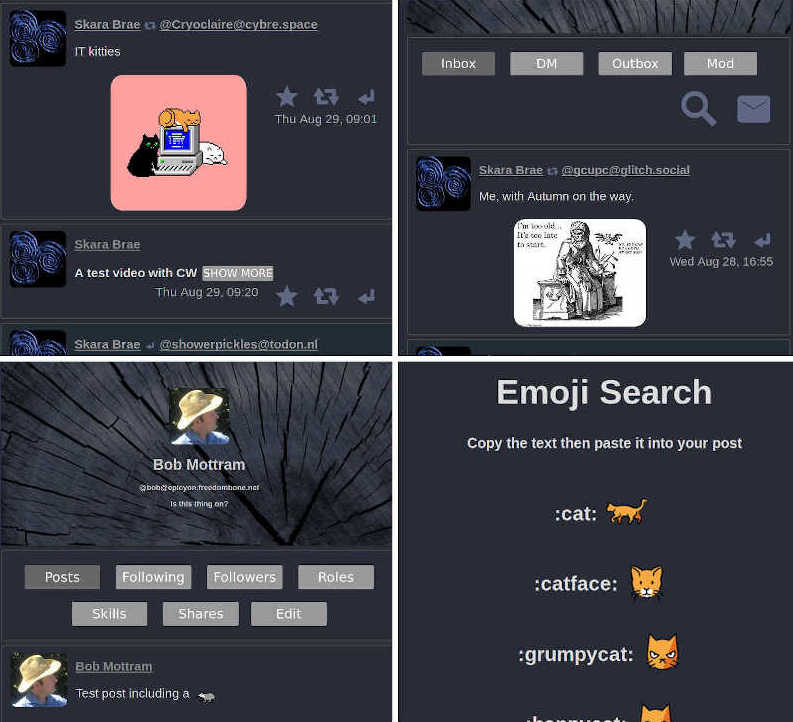 Skara Brae @Cryoclaire@cybre.space
IT kitties
Thu Aug 29, 09:01
Skara Brae
A test video with CW SHOW MORE
Thu Aug 29, 09:20
Skara Brae @showerpickles@todon.nl
Inbox DM Outbox Mod
Skara Brae @gcupc@glitch.social
Me, with Autumn on the way.
I'm too old...
It's too late
to start.
Wed Aug 28, 16:55
Bob Mottram
@bob@epicyon.freedombone.net
Is this thing on?
Posts Following Followers Roles
Skills Shares Edit
Bob Mottram
Test post including a
Emoji Search
Copy the text then paste it into your post
:cat:
:catface:
:grumpycat: